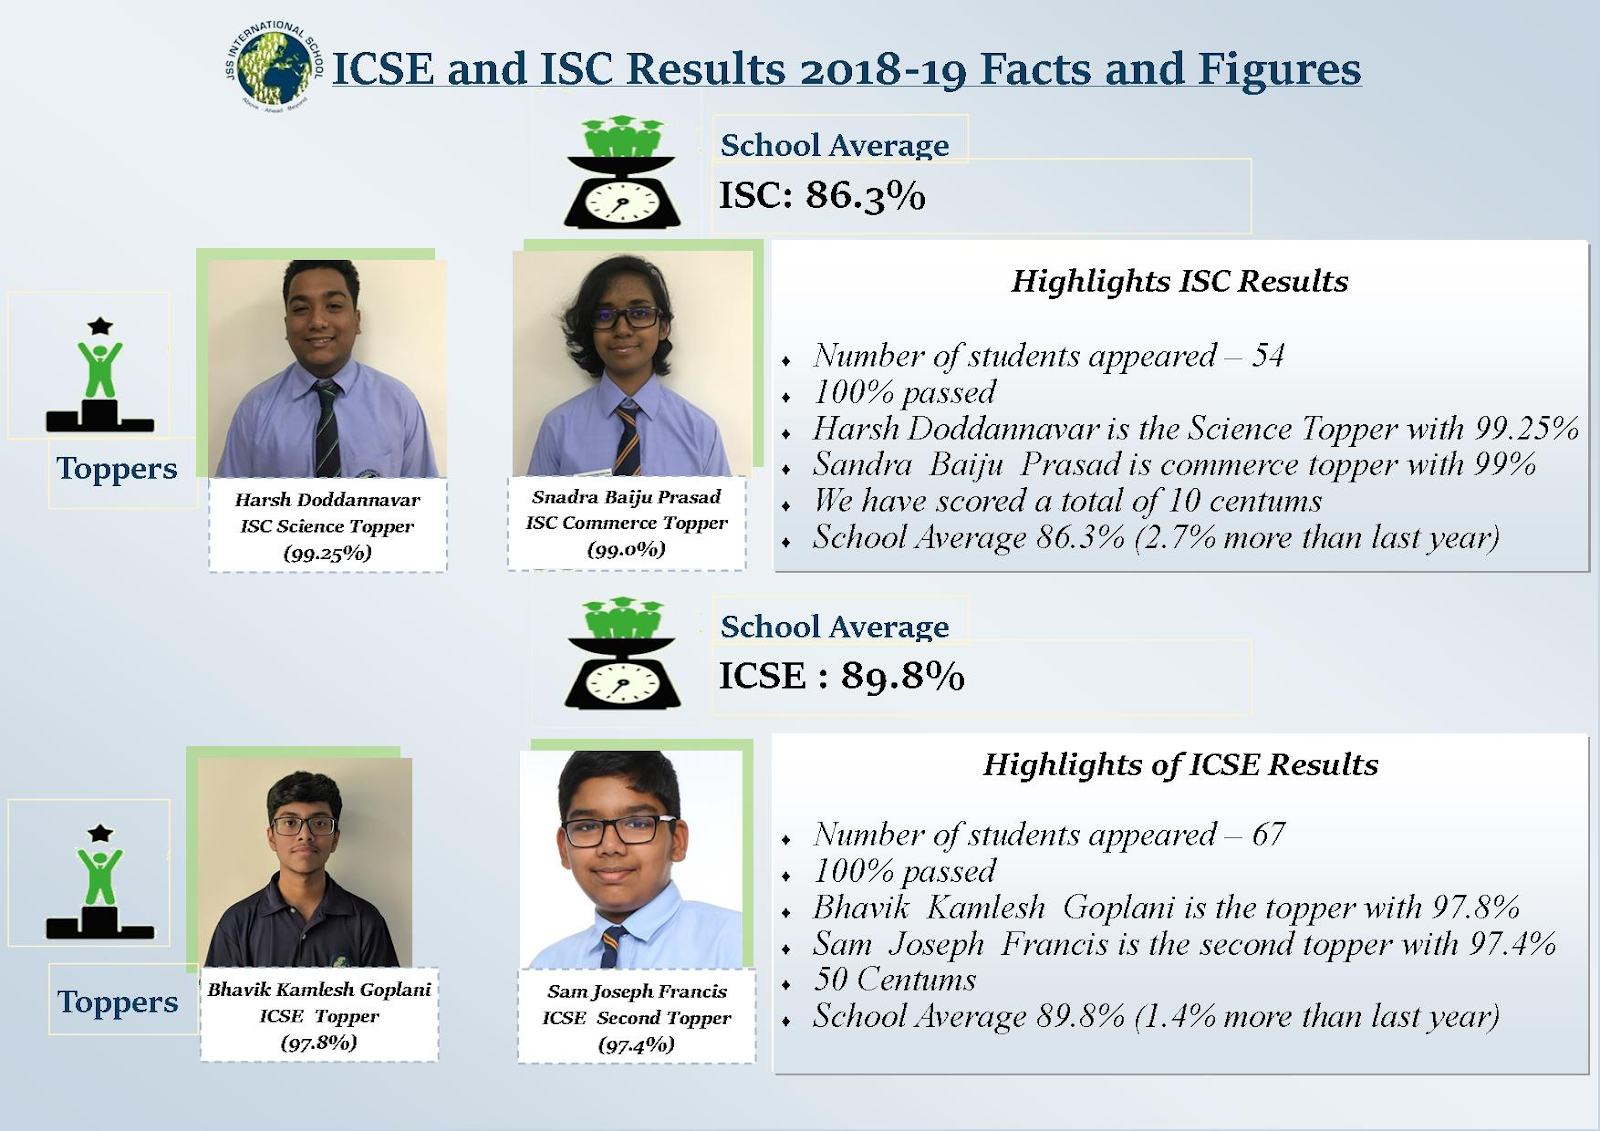 JSS INTERNATIONAL SCHOOL
Above . Ahead . Beyond
ICSE and ISC Results 2018-19 Facts and Figures
School Average
ISC: 86.3%
Toppers
Harsh Doddannavar
ISC Science Topper
(99.25%)
Snadra Baiju Prasad
ISC Commerce Topper
(99.0%)
Highlights ISC Results
⬧ Number of students appeared – 54
⬧ 100% passed
⬧ Harsh Doddannavar is the Science Topper with 99.25%
⬧ Sandra Baiju Prasad is commerce topper with 99%
⬧ We have scored a total of 10 centums
⬧ School Average 86.3% (2.7% more than last year)
School Average
ICSE : 89.8%
Toppers
Bhavik Kamlesh Goplani
ICSE Topper
(97.8%)
Sam Joseph Francis
ICSE Second Topper
(97.4%)
Highlights of ICSE Results
⬧ Number of students appeared – 67
⬧ 100% passed
⬧ Bhavik Kamlesh Goplani is the topper with 97.8%
⬧ Sam Joseph Francis is the second topper with 97.4%
⬧ 50 Centums
⬧ School Average 89.8% (1.4% more than last year)